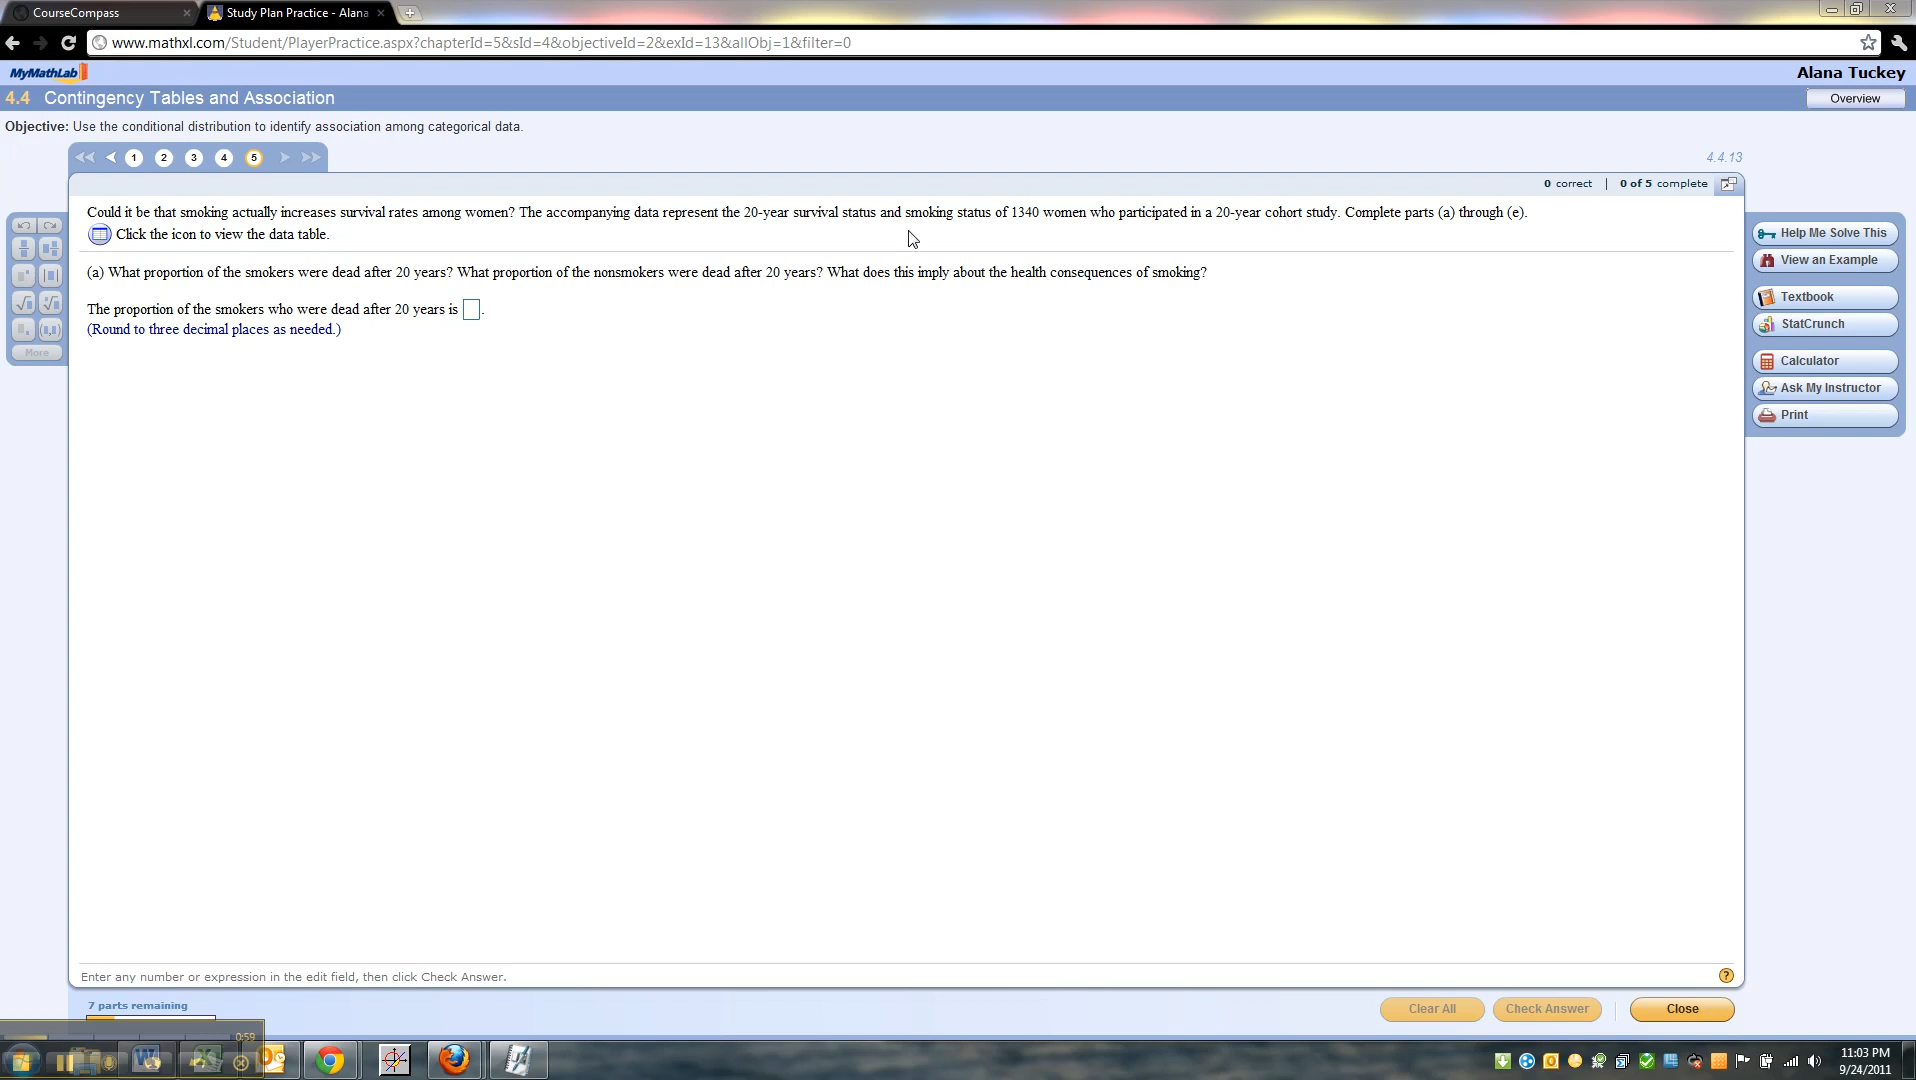 CourseCompass
Study Plan Practice - Alana
www.mathxl.com/Student/PlayerPractice.aspx?chapterId=5&sId=4&objectiveId=2&exId=13&allObj=1&filter=0
MyMathLab
Alana Tuckey
4.4 Contingency Tables and Association
Overview
Objective: Use the conditional distribution to identify association among categorical data.
1 2 3 4 5
4.4.13
0 correct | 0 of 5 complete
Could it be that smoking actually increases survival rates among women? The accompanying data represent the 20-year survival status and smoking status of 1340 women who participated in a 20-year cohort study. Complete parts (a) through (e).
Click the icon to view the data table.
(a) What proportion of the smokers were dead after 20 years? What proportion of the nonsmokers were dead after 20 years? What does this imply about the health consequences of smoking?
The proportion of the smokers who were dead after 20 years is .
(Round to three decimal places as needed.)
More
Help Me Solve This
View an Example
Textbook
StatCrunch
Calculator
Ask My Instructor
Print
Enter any number or expression in the edit field, then click Check Answer.
?
7 parts remaining
Clear All
Check Answer
Close
0:59
11:03 PM
9/24/2011